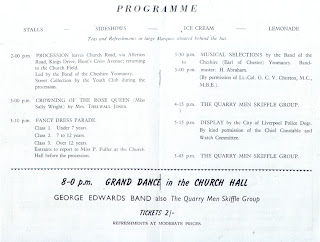 PROGRAMME
STALLS — SIDESHOWS — ICE CREAM — LEMONADE
Teas and Refreshments in large Marquee situated behind the hut.
2-00 p.m. PROCESSION leaves Church Road, via Allerton
Road, Kings Drive, Hunt's Cross Avenue; returning
to the Church Field.
Led by the Band of the Cheshire Yeomanry.
Street Collection by the Youth Club during the
procession.
3-00 p.m. CROWNING OF THE ROSE QUEEN (Miss
Sally Wright) by MRS. THELWALL JONES.
3-10 p.m. FANCY DRESS PARADE.
Class 1. Under 7 years.
Class 2. 7 to 12 years.
Class 3. Over 12 years.
Entrants to report to Miss P. Fuller at the Church
Hall before the procession.
3-30 p.m. MUSICAL SELECTIONS by the Band of
the Cheshire (Earl of Chester) Yeomanry. Band-
master: H. Abraham.
(By permission of Lt.-Col. G. C. V. Churton, M.C.,
M.B.E.).
4-15 p.m. THE QUARRY MEN SKIFFLE GROUP.
5-15 p.m. DISPLAY by the City of Liverpool Police Dogs.
By kind permission of the Chief Constable and
Watch Committee.
5-45 p.m. THE QUARRY MEN SKIFFLE GROUP.
8-0 p.m. GRAND DANCE in the CHURCH HALL
GEORGE EDWARDS BAND also The Quarry Men Skiffle Group
TICKETS 2/-
REFRESHMENTS AT MODERATE PRICES.